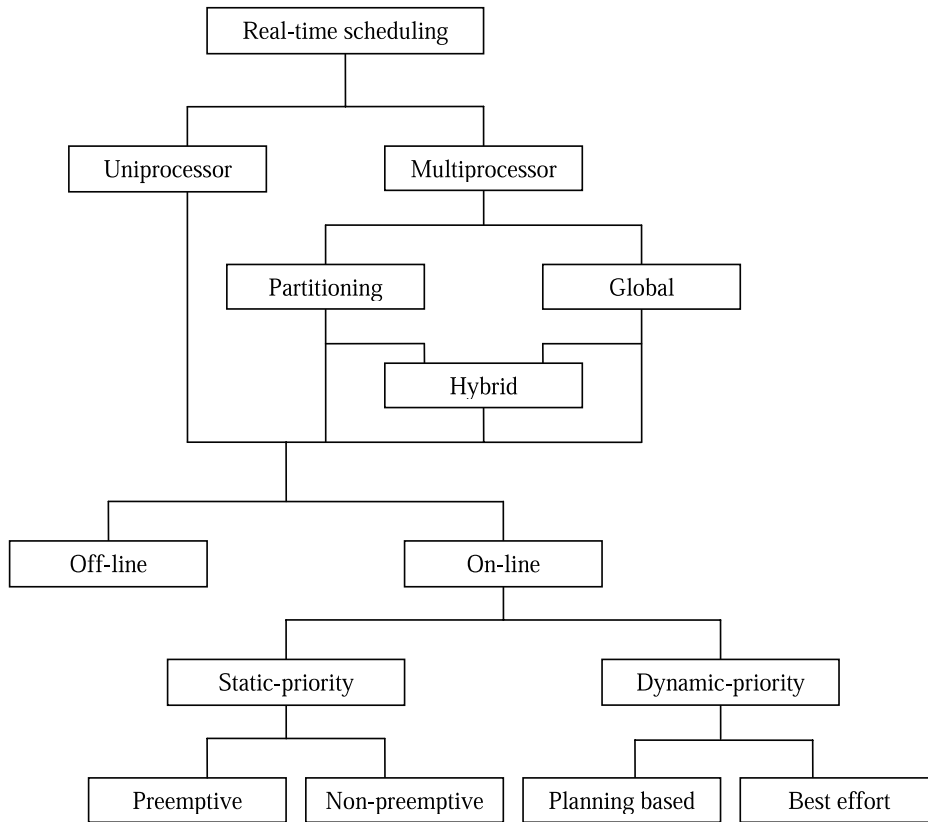 Real-time scheduling
Uniprocessor
Multiprocessor
Partitioning
Global
Hybrid
Off-line
On-line
Static-priority
Dynamic-priority
Preemptive
Non-preemptive
Planning based
Best effort